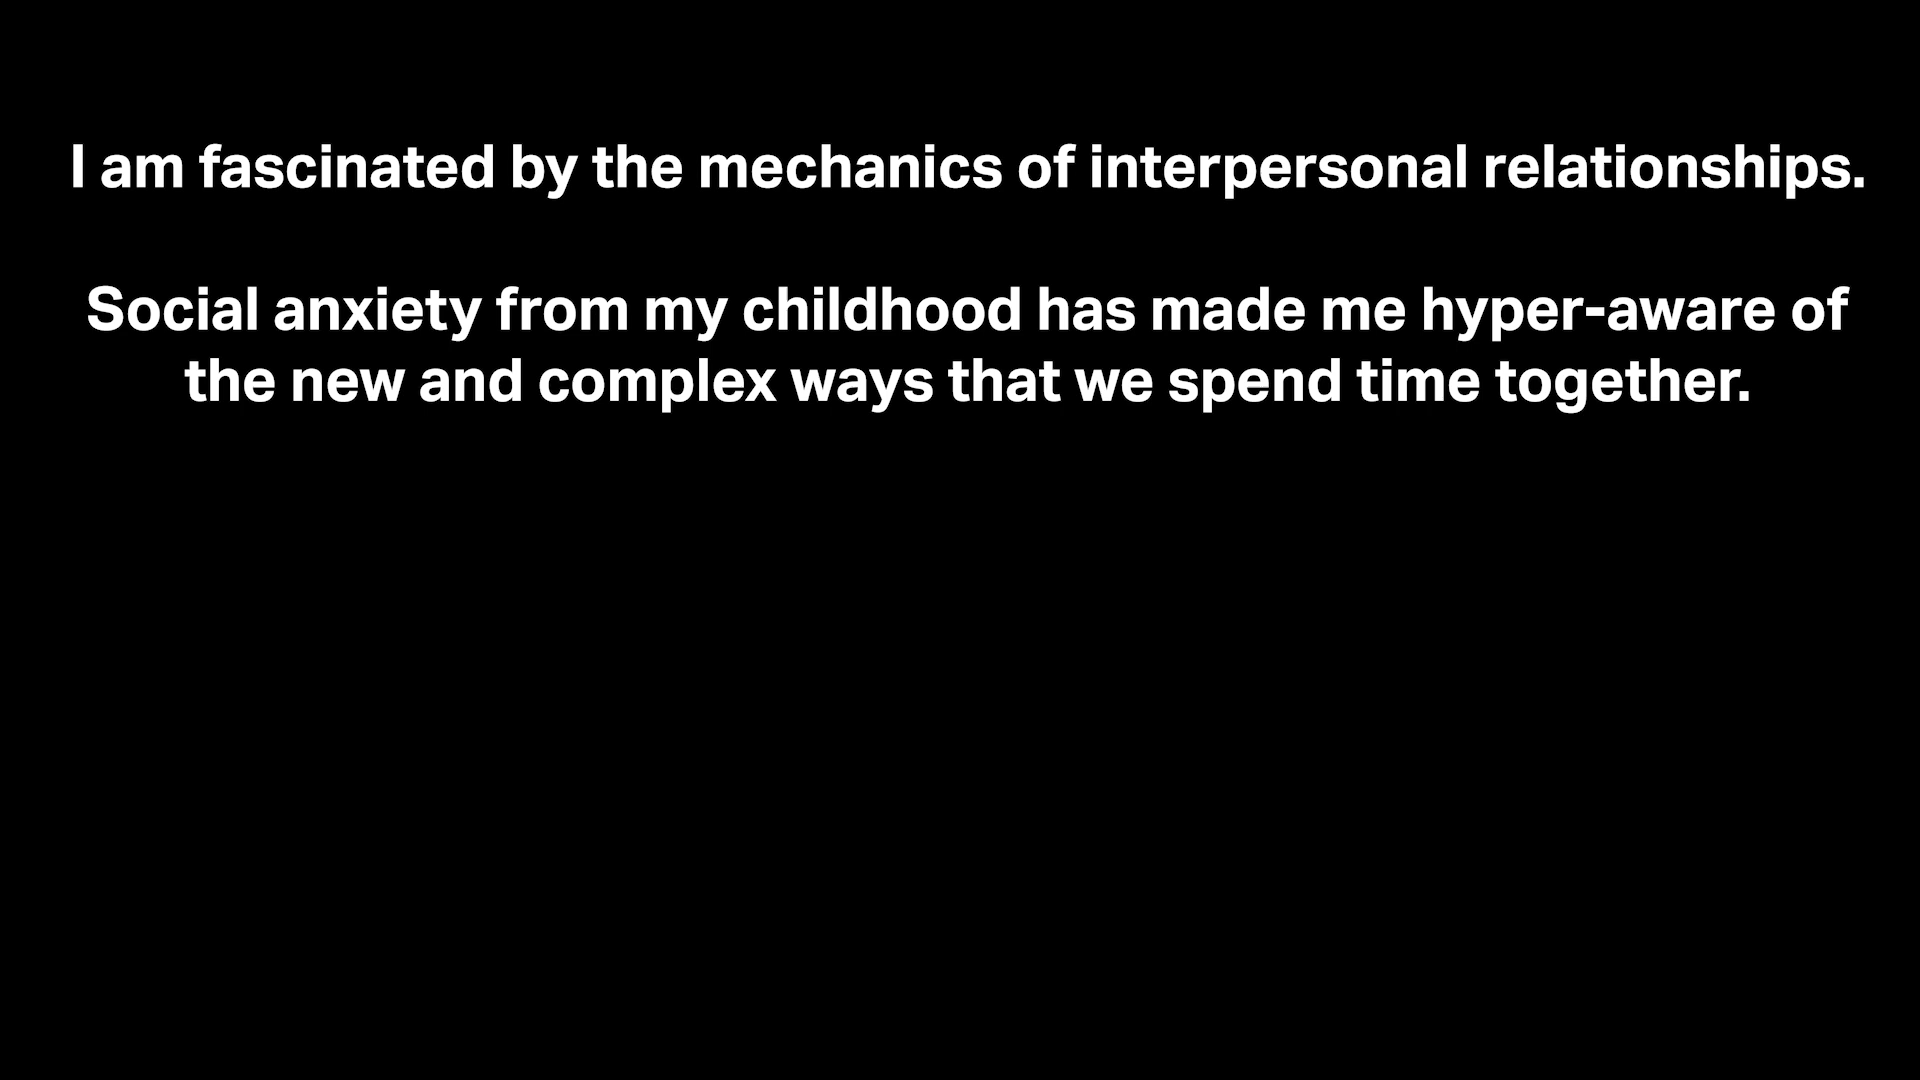 I am fascinated by the mechanics of interpersonal relationships.
Social anxiety from my childhood has made me hyper-aware of
the new and complex ways that we spend time together.